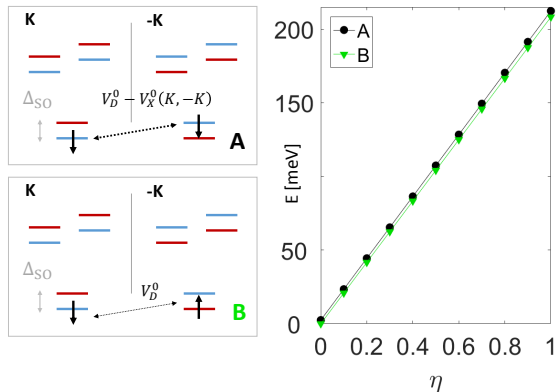 K
-K
V_D^0 − V_X^0(K, −K)
Δ_SO
A
K
-K
Δ_SO
V_D^0
B
A
B
E [meV]
200
150
50
0
0
0.2
0.4
0.6
0.8
1
η